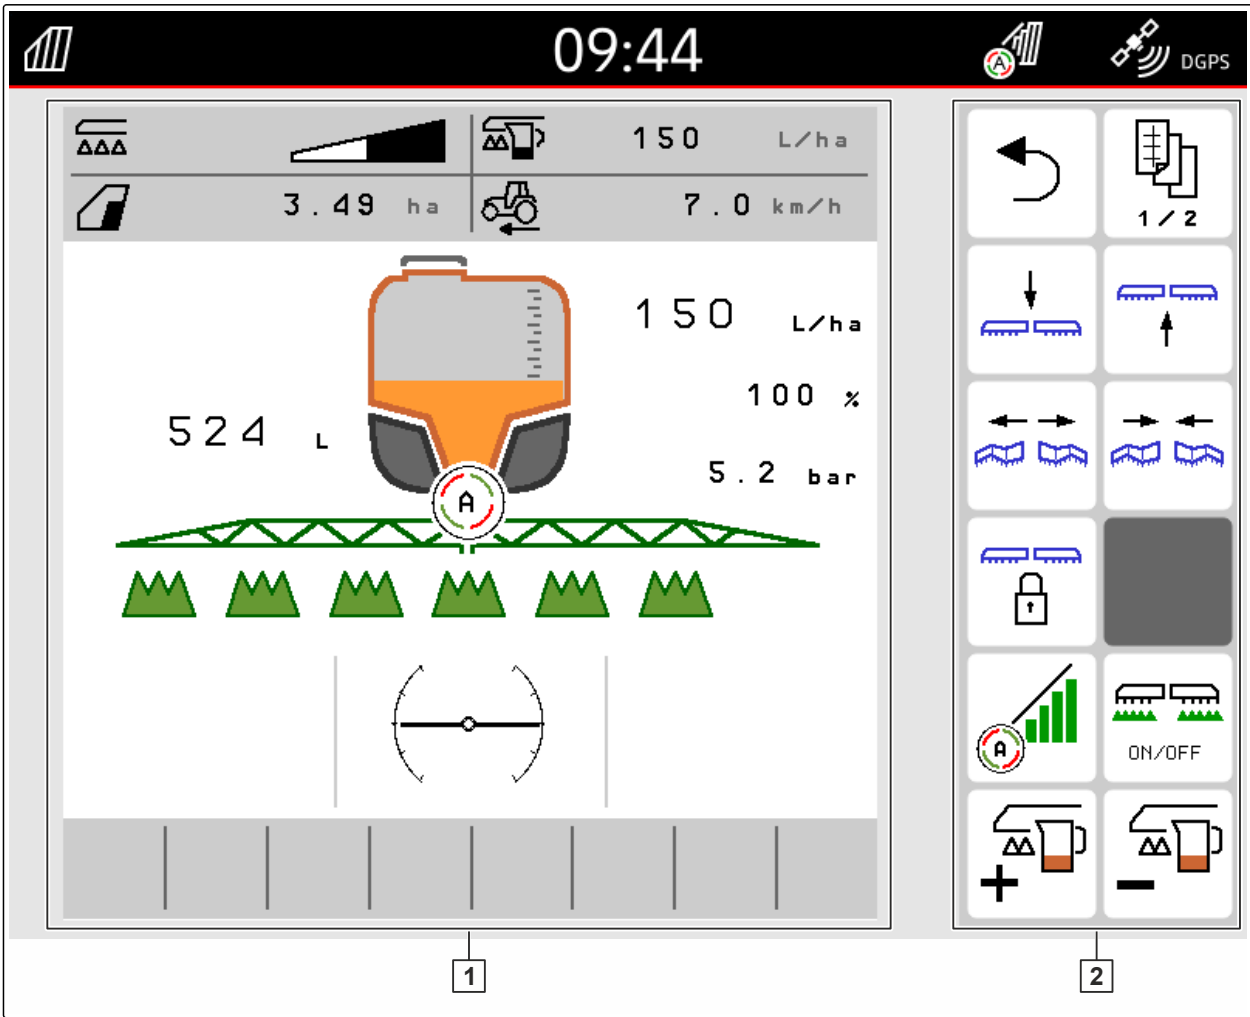 09:44
DGPS
150 L/ha
3.49 ha
7.0 km/h
1/2
150 L/ha
100 %
524 L
5.2 bar
A
A
A
ON/OFF
1
2